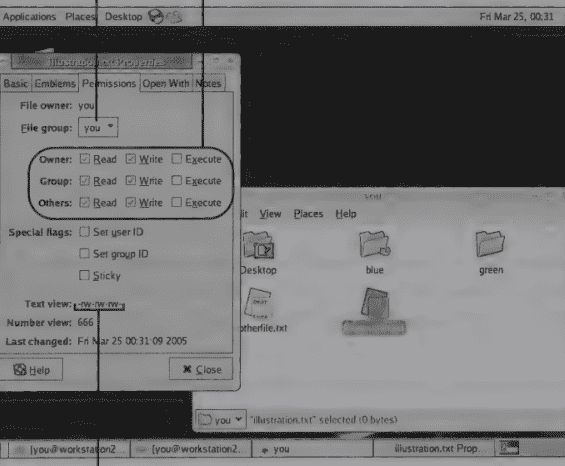 Applications Places Desktop
Fri Mar 25, 00:31
illustration.txt Properties
Basic Emblems Permissions Open With Notes
File owner: you
File group: you
Owner: Read Write Execute
Group: Read Write Execute
Others: Read Write Execute
Special flags: Set user ID
Set group ID
Sticky
Text view: -rw-rw-rw-
Number view: 666
Last changed: Fri Mar 25 00:31:09 2005
Help Close
you
it View Places Help
Desktop blue green
otherfile.txt
you "illustration.txt" selected (0 bytes)
[you@workstation2... [you@workstation2... you illustration.txt Prop...